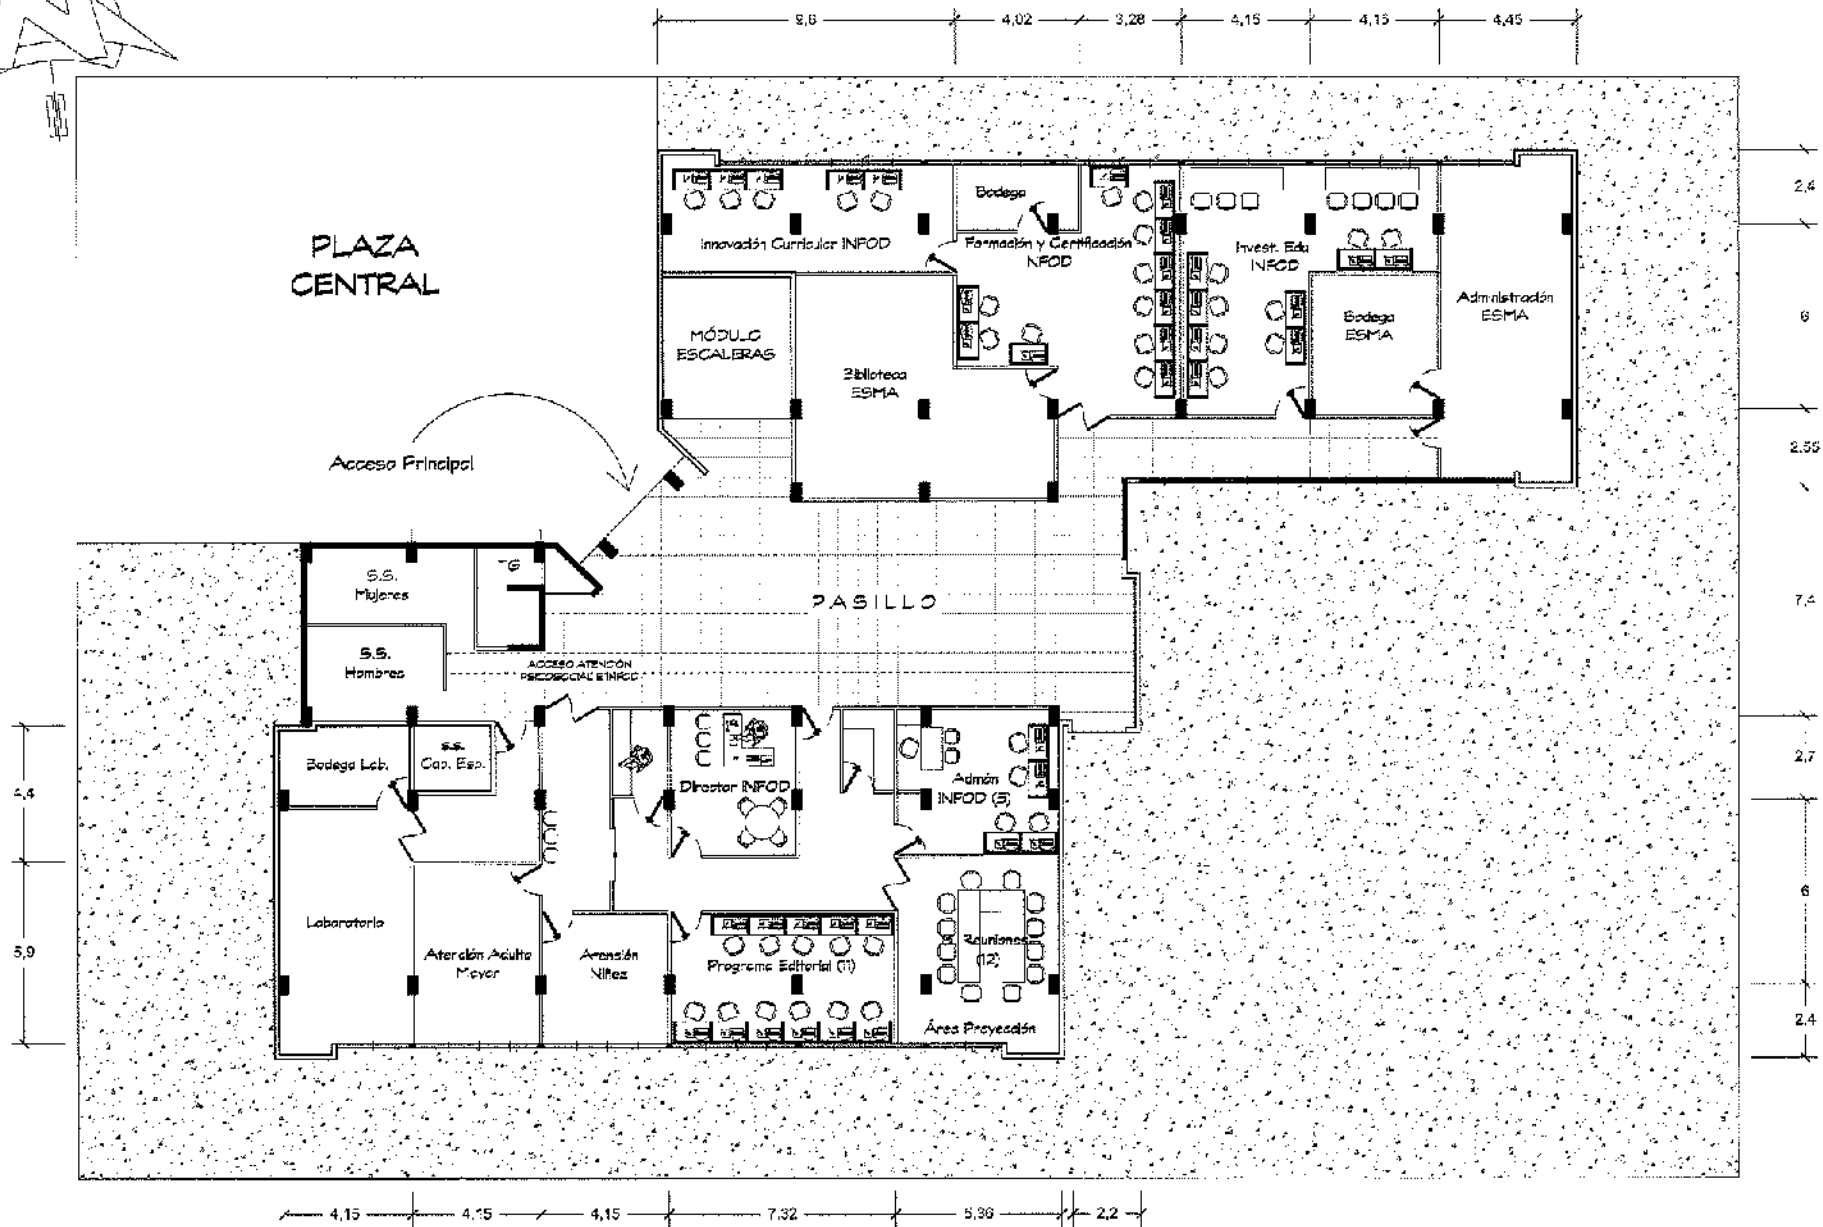 9,6
4,02
3,28
4,15
4,15
4,45
PLAZA
CENTRAL
Bodega
Innovación Curricular INFOD
Formación y Certificación
INFOD
Invest. Edu
INFOD
Administración
ESMA
MÓDULO
ESCALERAS
Biblioteca
ESMA
Bodega
ESMA
Acceso Principal
2,4
6
2,55
7,4
2,7
6
2,4
S.S.
Mujeres
S.S.
Hombres
PASILLO
ACCESO ATENCIÓN
PSICOSOCIAL E INFOD
Bodega Lab.
S.S.
Cap. Esp.
Director INFOD
Admón
INFOD (5)
4,4
5,9
Laboratorio
Atención Adulto
Mayor
Atención
Niñez
Programa Editorial (11)
Reuniones
(12)
Área Proyección
4,15
4,15
4,15
7,32
5,36
2,2